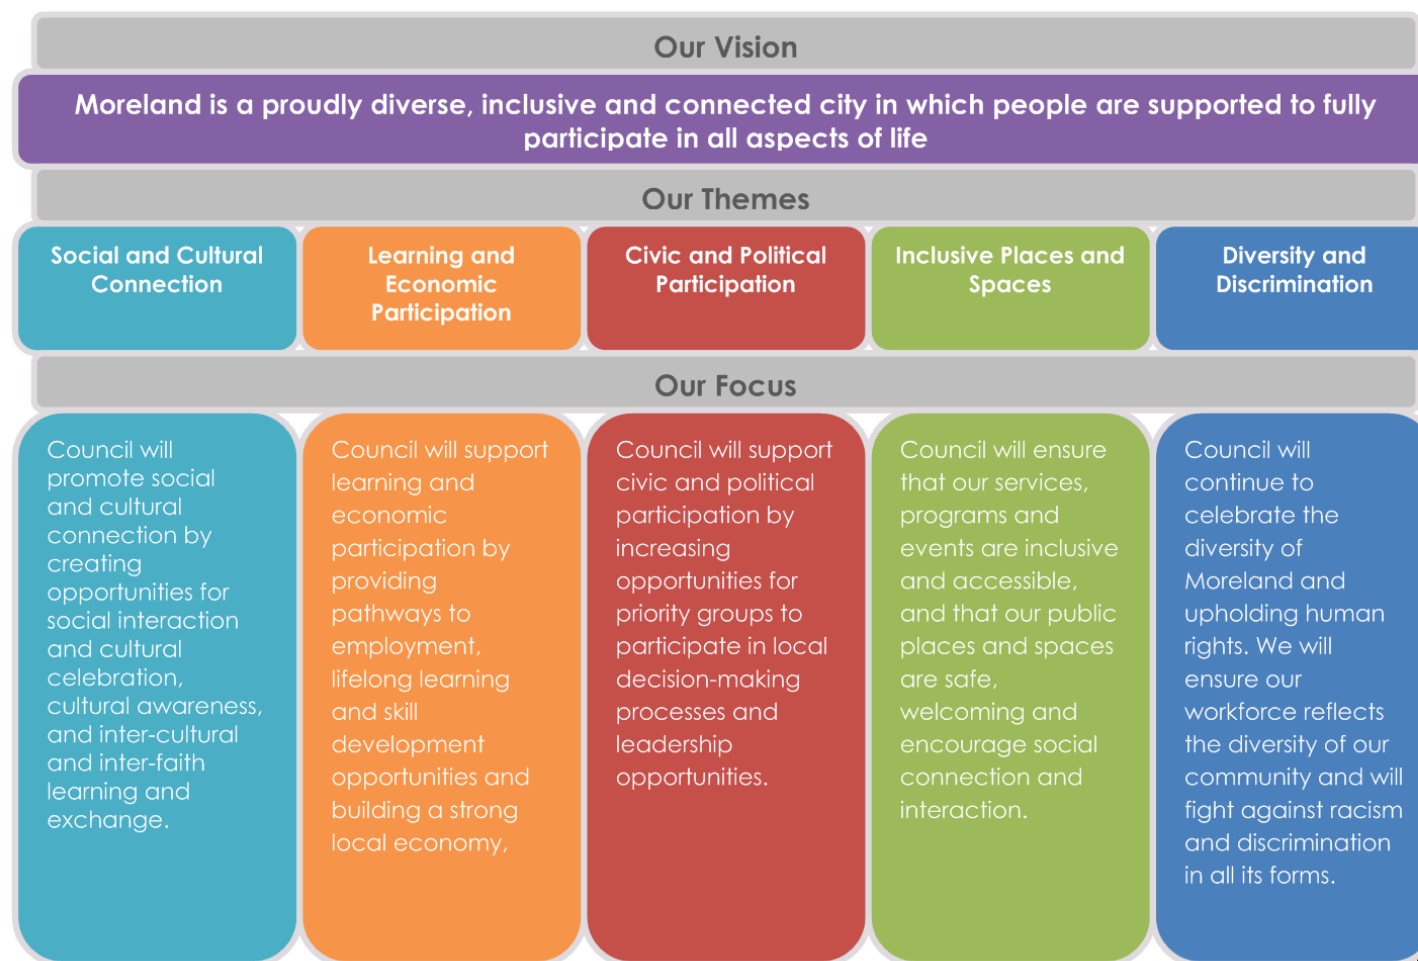 Our Vision
Moreland is a proudly diverse, inclusive and connected city in which people are supported to fully
participate in all aspects of life
Our Themes
Social and Cultural
Connection
Learning and
Economic
Participation
Civic and Political
Participation
Inclusive Places and
Spaces
Diversity and
Discrimination
Our Focus
Council will
promote social
and cultural
connection by
creating
opportunities for
social interaction
and cultural
celebration,
cultural awareness,
and inter-cultural
and inter-faith
learning and
exchange.
Council will support
learning and
economic
participation by
providing
pathways to
employment,
lifelong learning
and skill
development
opportunities and
building a strong
local economy,
Council will support
civic and political
participation by
increasing
opportunities for
priority groups to
participate in local
decision-making
processes and
leadership
opportunities.
Council will ensure
that our services,
programs and
events are inclusive
and accessible,
and that our public
places and spaces
are safe,
welcoming and
encourage social
connection and
interaction.
Council will
continue to
celebrate the
diversity of
Moreland and
upholding human
rights. We will
ensure our
workforce reflects
the diversity of our
community and will
fight against racism
and discrimination
in all its forms.